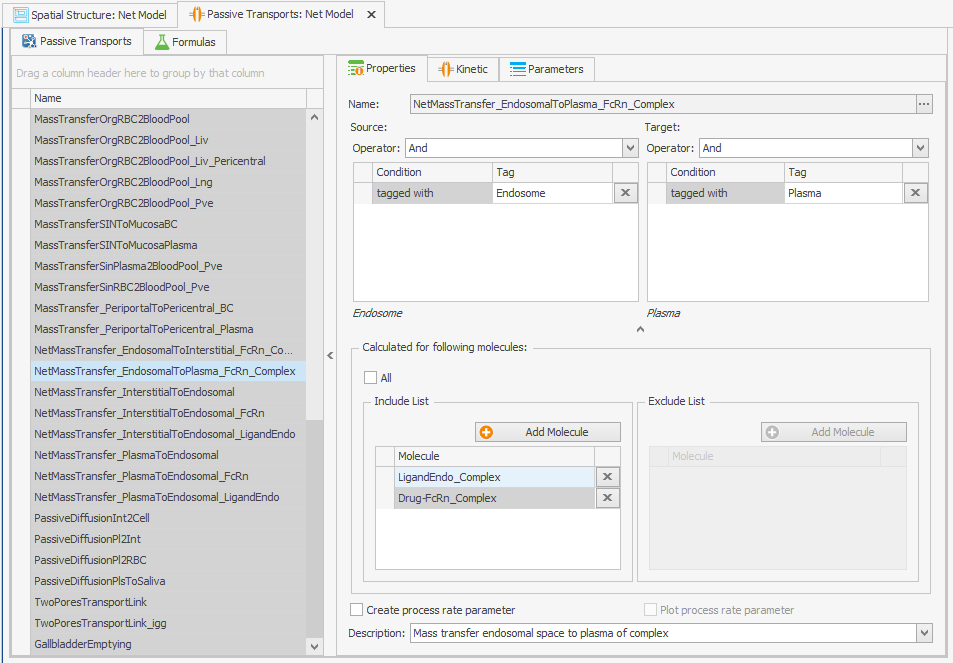 Spatial Structure: Net Model
Passive Transports: Net Model
Passive Transports
Formulas
Drag a column header here to group by that column
Name
MassTransferOrgRBC2BloodPool
MassTransferOrgRBC2BloodPool_Liv
MassTransferOrgRBC2BloodPool_Liv_Pericentral
MassTransferOrgRBC2BloodPool_Lng
MassTransferOrgRBC2BloodPool_Pve
MassTransferSINToMucosaBC
MassTransferSINToMucosaPlasma
MassTransferSinPlasma2BloodPool_Pve
MassTransferSinRBC2BloodPool_Pve
MassTransfer_PeriportalToPericentral_BC
MassTransfer_PeriportalToPericentral_Plasma
NetMassTransfer_EndosomalToInterstitial_FcRn_Co...
NetMassTransfer_EndosomalToPlasma_FcRn_Complex
NetMassTransfer_InterstitialToEndosomal
NetMassTransfer_InterstitialToEndosomal_FcRn
NetMassTransfer_InterstitialToEndosomal_LigandEndo
NetMassTransfer_PlasmaToEndosomal
NetMassTransfer_PlasmaToEndosomal_FcRn
NetMassTransfer_PlasmaToEndosomal_LigandEndo
PassiveDiffusionInt2Cell
PassiveDiffusionPl2Int
PassiveDiffusionPl2RBC
PassiveDiffusionPlsToSaliva
TwoPoresTransportLink
TwoPoresTransportLink_igg
GallbladderEmptying
Properties
Kinetic
Parameters
Name: NetMassTransfer_EndosomalToPlasma_FcRn_Complex ...
Source:
Operator: And
Condition Tag
tagged with Endosome
Endosome
Target:
Operator: And
Condition Tag
tagged with Plasma
Plasma
Calculated for following molecules:
All
Include List
Add Molecule
Molecule
LigandEndo_Complex
Drug-FcRn_Complex
Exclude List
Add Molecule
Molecule
Create process rate parameter
Plot process rate parameter
Description: Mass transfer endosomal space to plasma of complex